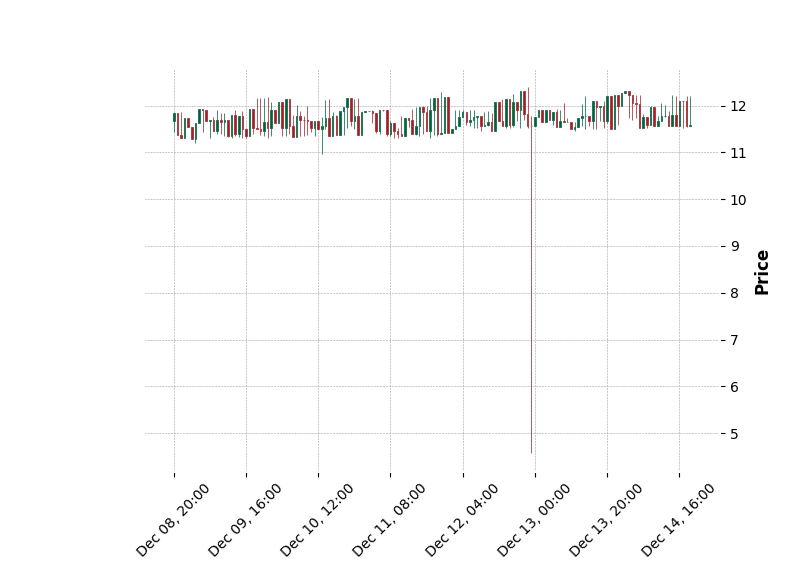 12
11
10
9
8
7
6
5
Price
Dec 08, 20:00
Dec 09, 16:00
Dec 10, 12:00
Dec 11, 08:00
Dec 12, 04:00
Dec 13, 00:00
Dec 13, 20:00
Dec 14, 16:00